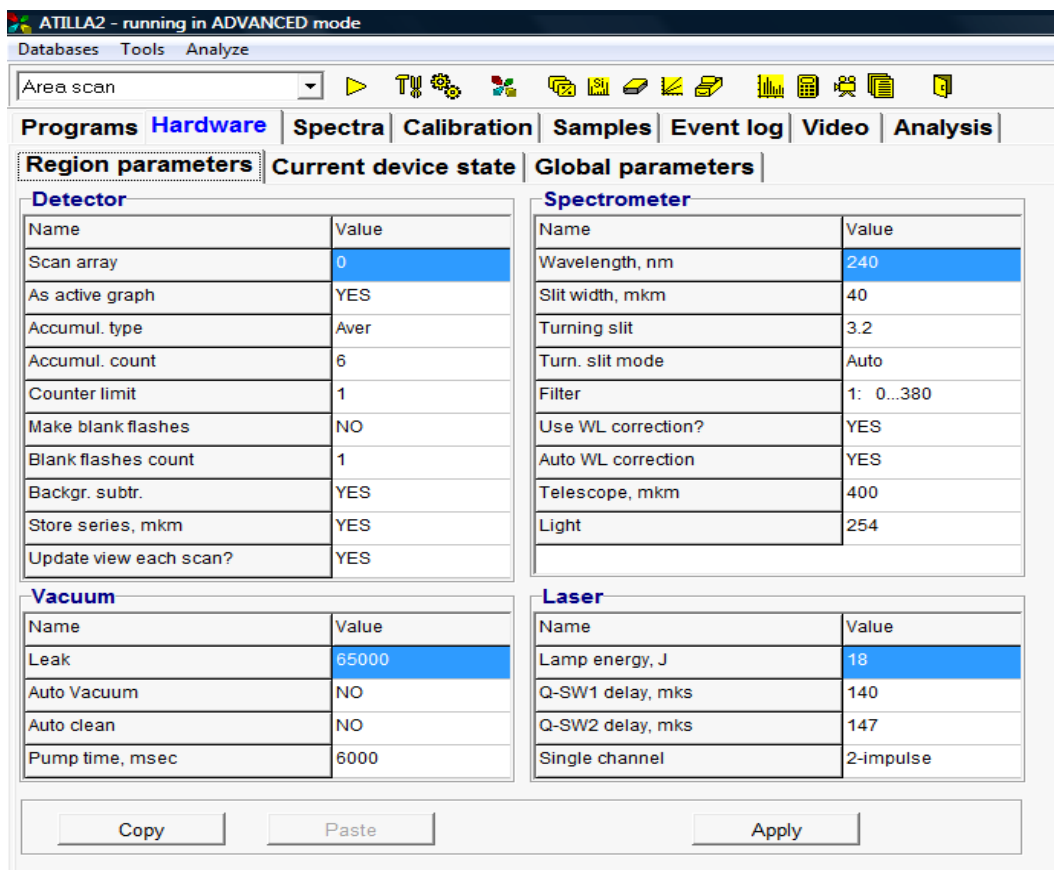 ATILLA2 - running in ADVANCED mode
Databases Tools Analyze
Area scan
Programs Hardware Spectra Calibration Samples Event log Video Analysis
Region parameters Current device state Global parameters
Detector
Name Value
Scan array 0
As active graph YES
Accumul. type Aver
Accumul. count 6
Counter limit 1
Make blank flashes NO
Blank flashes count 1
Backgr. subtr. YES
Store series, mkm YES
Update view each scan? YES
Spectrometer
Name Value
Wavelength, nm 240
Slit width, mkm 40
Turning slit 3.2
Turn. slit mode Auto
Filter 1: 0...380
Use WL correction? YES
Auto WL correction YES
Telescope, mkm 400
Light 254
Vacuum
Name Value
Leak 65000
Auto Vacuum NO
Auto clean NO
Pump time, msec 6000
Laser
Name Value
Lamp energy, J 18
Q-SW1 delay, mks 140
Q-SW2 delay, mks 147
Single channel 2-impulse
Copy Paste Apply